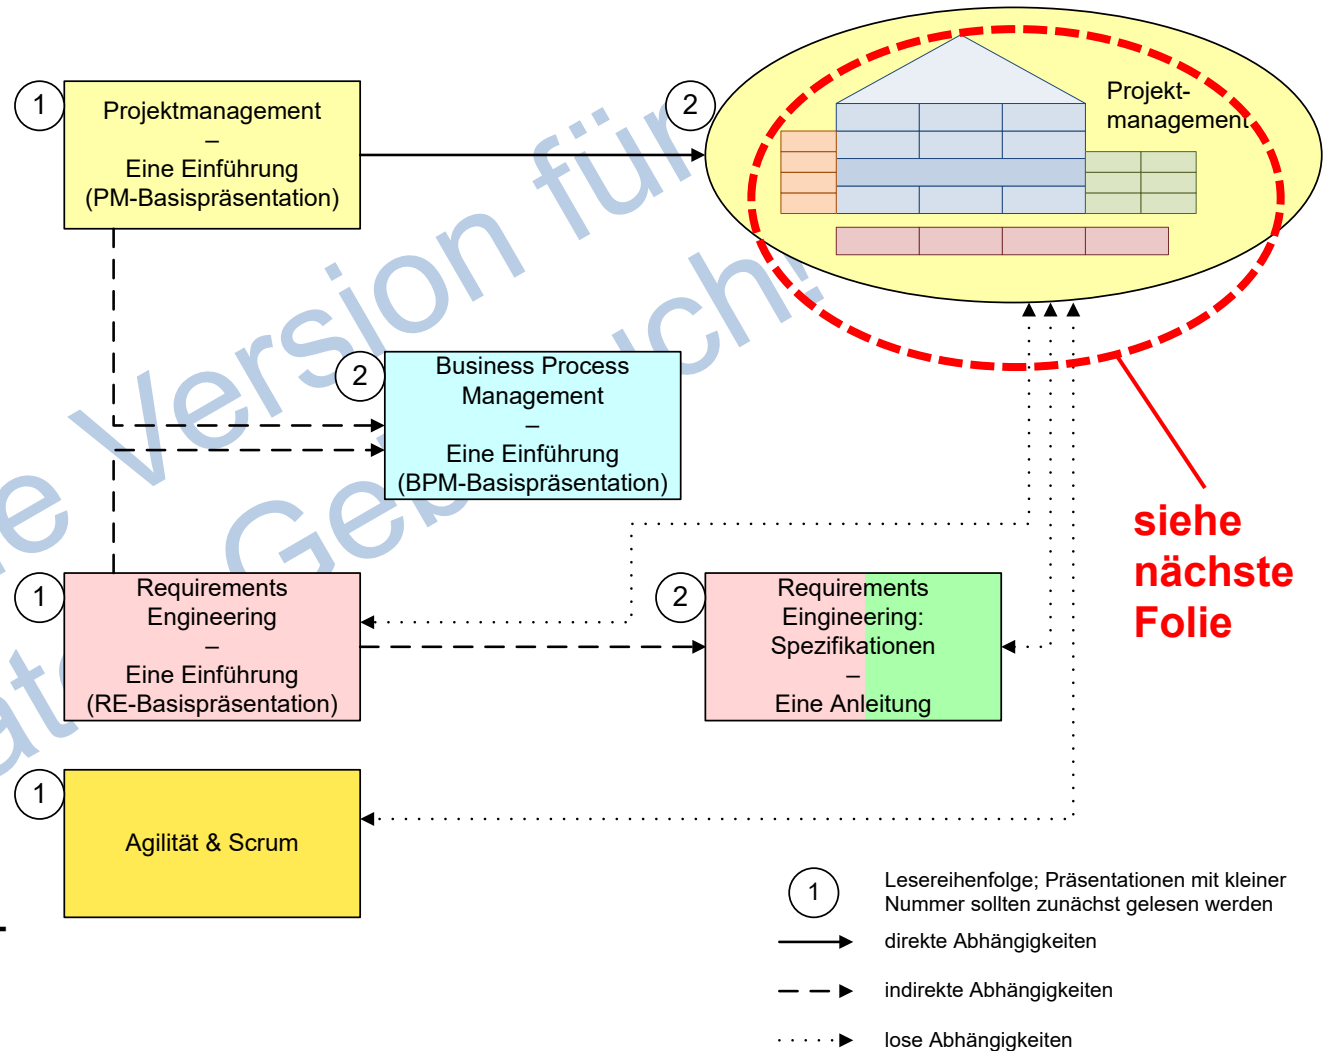 1
Projektmanagement
–
Eine Einführung
(PM-Basispräsentation)
2
Projekt-
management
2
Business Process
Management
–
Eine Einführung
(BPM-Basispräsentation)
1
Requirements
Engineering
–
Eine Einführung
(RE-Basispräsentation)
2
Requirements
Eingineering:
Spezifikationen
–
Eine Anleitung
siehe
nächste
Folie
1
Agilität & Scrum
1
Lesereihenfolge; Präsentationen mit kleiner
Nummer sollten zunächst gelesen werden
direkte Abhängigkeiten
indirekte Abhängigkeiten
lose Abhängigkeiten
Version für